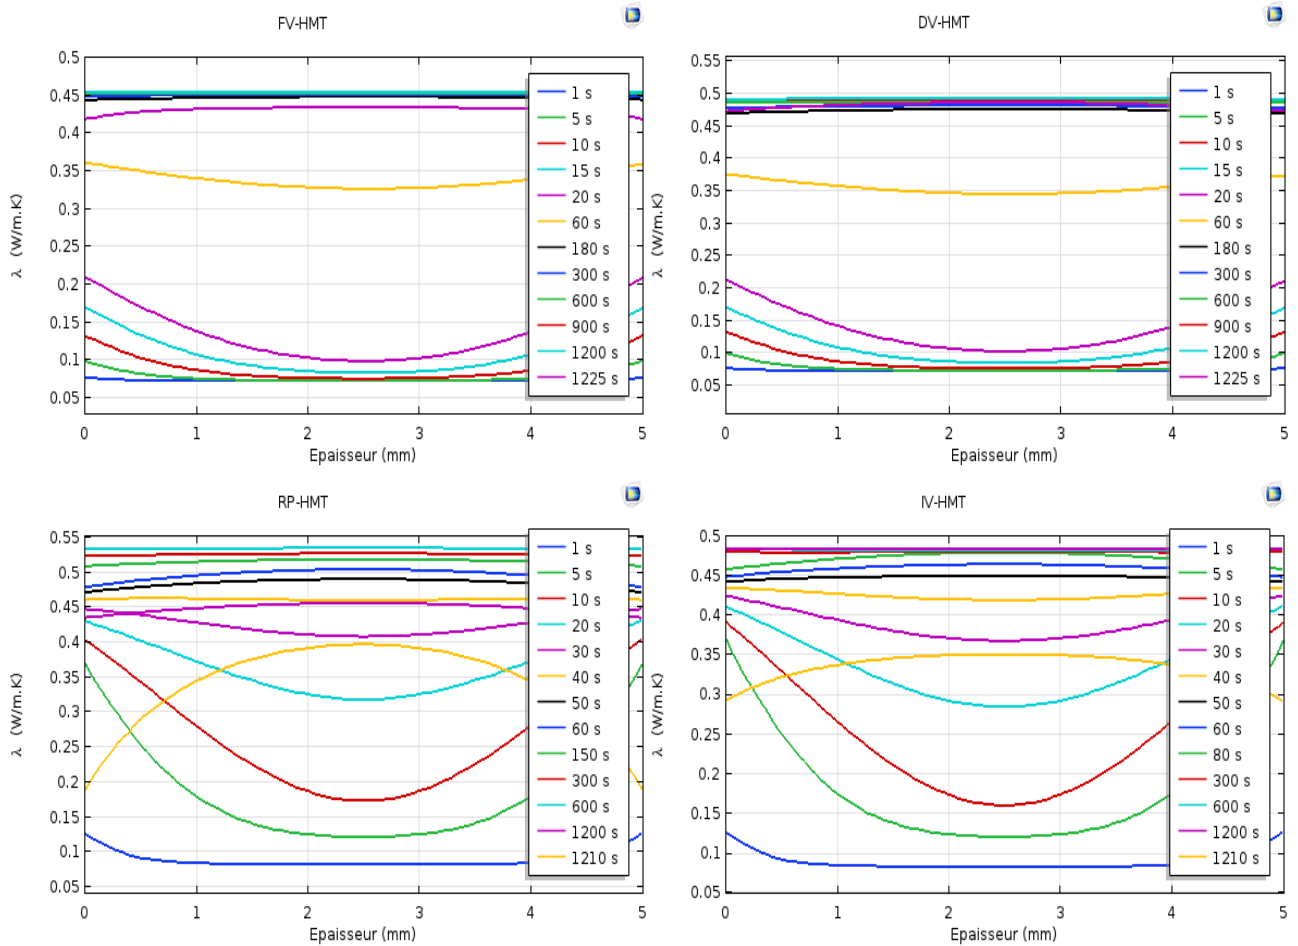 FV-HMT
λ (W/m.K)
0.5
0.45
0.4
0.35
0.3
0.25
0.2
0.15
0.1
0.05
0 1 2 3 4 5
Epaisseur (mm)
1 s
5 s
10 s
15 s
20 s
60 s
180 s
300 s
600 s
900 s
1200 s
1225 s
DV-HMT
λ (W/m.K)
0.55
0.5
0.45
0.4
0.35
0.3
0.25
0.2
0.15
0.1
0.05
0 1 2 3 4 5
Epaisseur (mm)
1 s
5 s
10 s
15 s
20 s
60 s
180 s
300 s
600 s
900 s
1200 s
1225 s
RP-HMT
λ (W/m.K)
0.55
0.5
0.45
0.4
0.35
0.3
0.25
0.2
0.15
0.1
0.05
0 1 2 3 4 5
Epaisseur (mm)
1 s
5 s
10 s
20 s
30 s
40 s
50 s
60 s
150 s
300 s
600 s
1200 s
1210 s
IV-HMT
λ (W/m.K)
0.5
0.45
0.4
0.35
0.3
0.25
0.2
0.15
0.1
0.05
0 1 2 3 4 5
Epaisseur (mm)
1 s
5 s
10 s
20 s
30 s
40 s
50 s
60 s
80 s
300 s
600 s
1200 s
1210 s